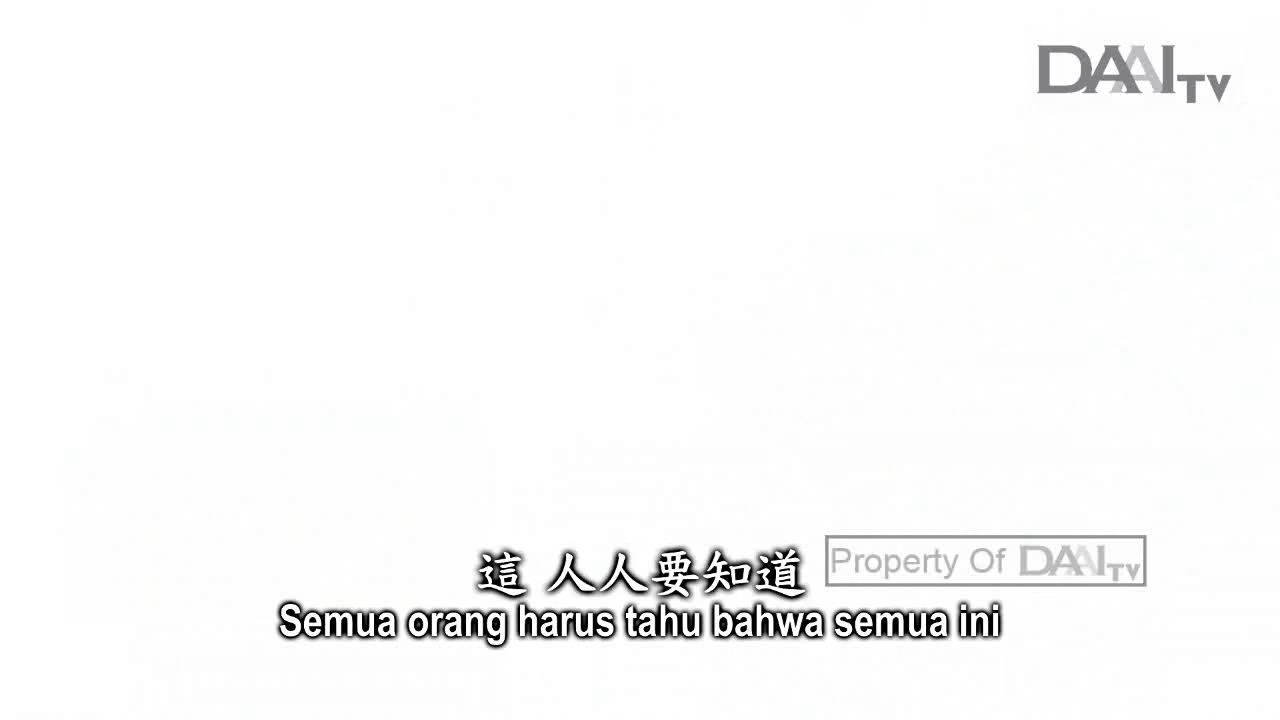 DAAI TV
這 人人要知道
Property Of DAAI TV
Semua orang harus tahu bahwa semua ini